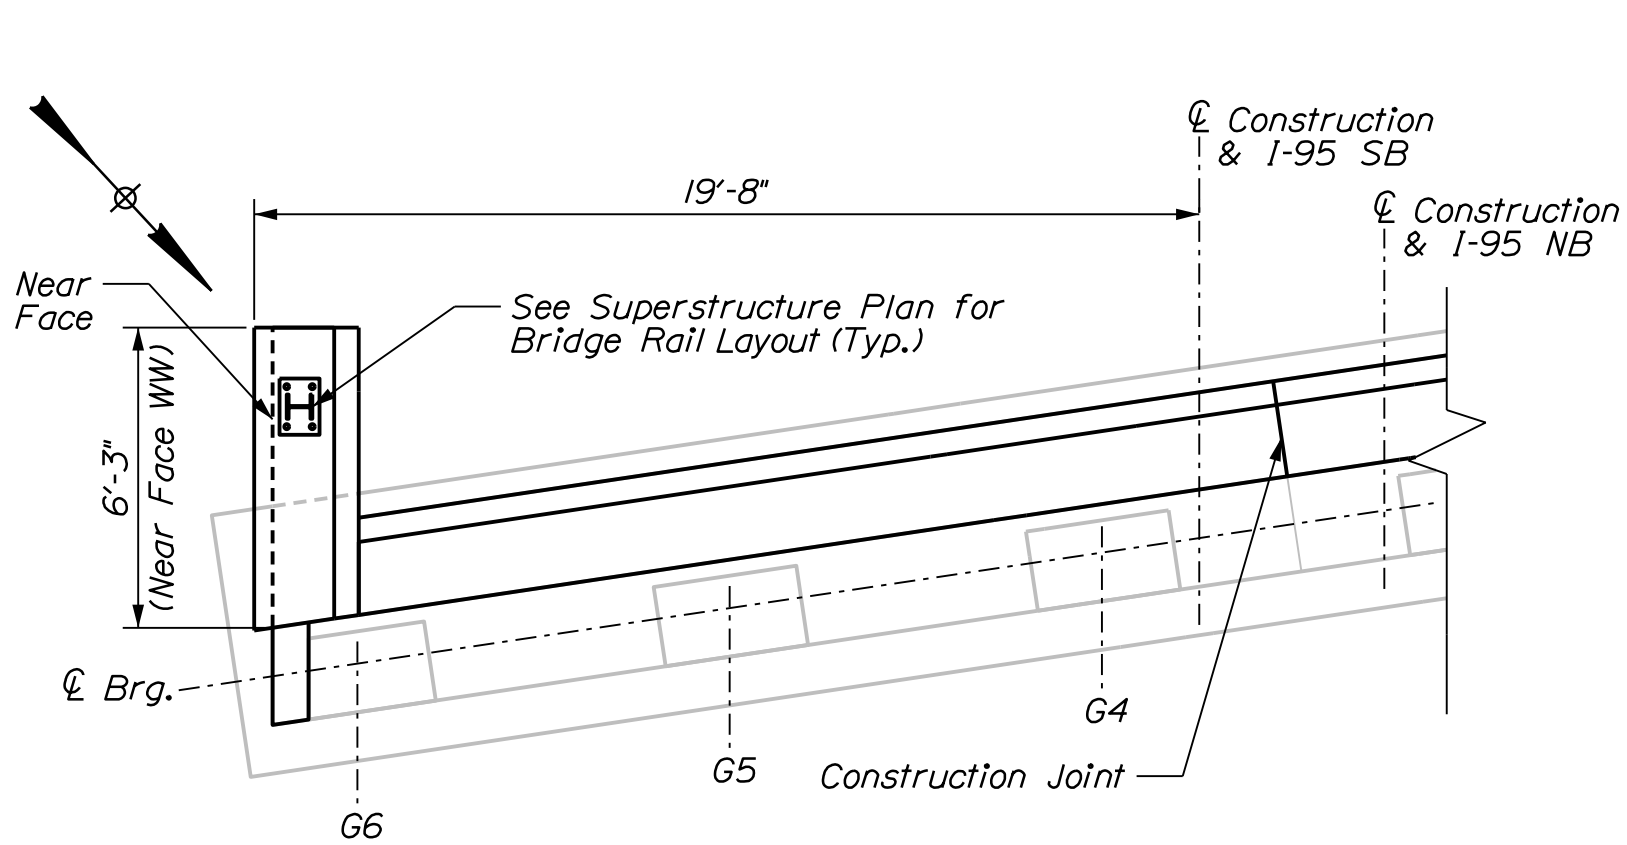 ℄ Construction
& I-95 SB
19'-8"
℄ Construction
& I-95 NB
Near
Face
See Superstructure Plan for
Bridge Rail Layout (Typ.)
6'-3"
(Near Face WW)
℄ Brg.
G4
G5
Construction Joint
G6